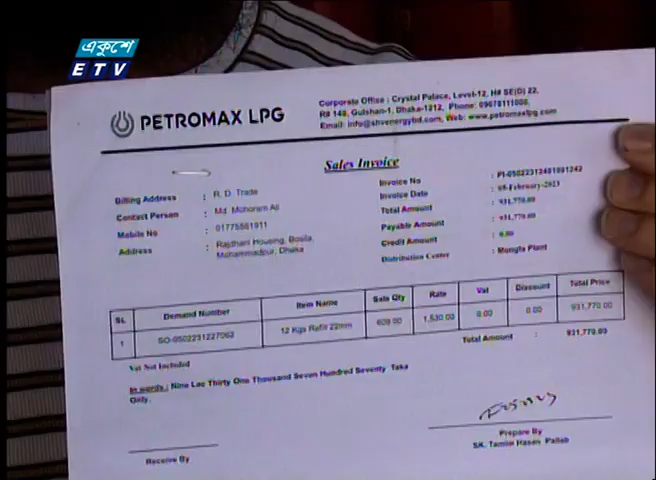 একুশে
ETV
PETROMAX LPG
Corporate Office : Crystal Palace, Level-12, H# SE(D) 22,
R# 140, Gulshan-1, Dhaka-1212, Phone: 09678111000,
Email: info@shvenergybd.com, Web: www.petromaxlpg.com
Sales Invoice
Billing Address : R. D. Trade
Contact Person : Md. Mohoram Ali
Mobile No : 01775561911
Address : Rajdhani Housing, Bosila,
Mohammadpur, Dhaka
Invoice No :
Invoice Date : 05-February-2023
Total Amount : 931,770.00
Payable Amount : 931,770.00
Credit Amount : 0.00
Distribution Center : Mongla Plant
SL Demand Number Item Name Sale Qty Rate Vat Discount Total Price
1 SO-0502231227062 12 Kgs Refill 22mm 609.00 1,530.00 0.00 0.00 931,770.00
Vat Not Included
Total Amount : 931,770.00
In words : Nine Lac Thirty One Thousand Seven Hundred Seventy Taka
Only.
Receive By
Prepare By
SK. Tamim Hasan Pallab